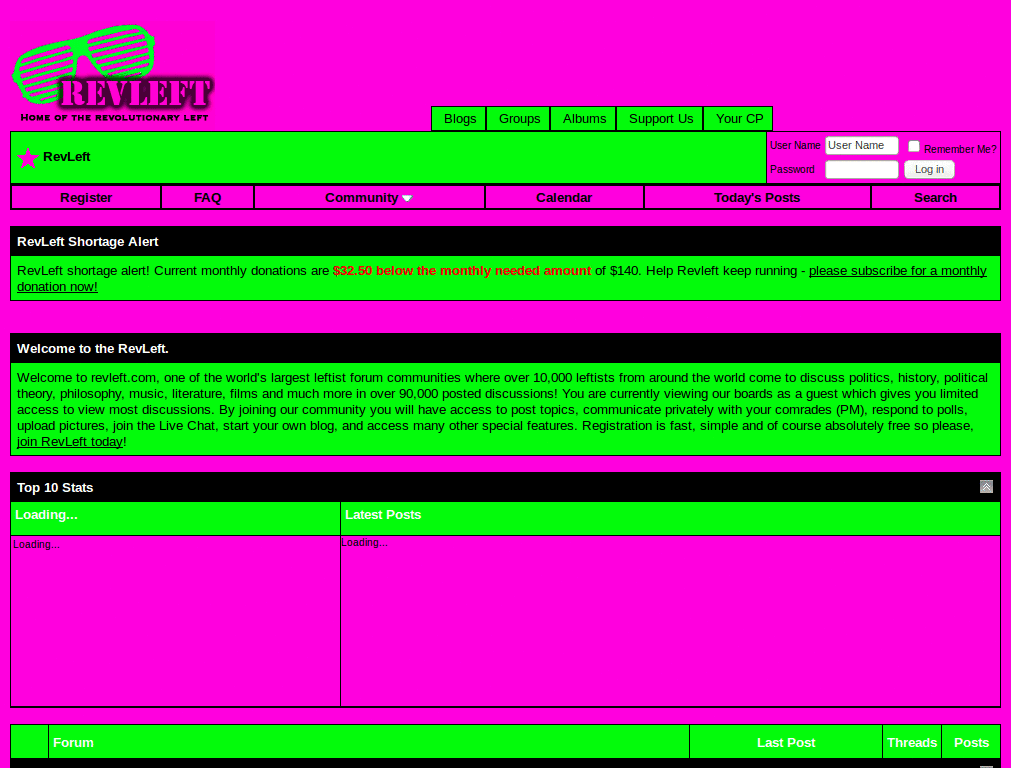 REVLEFT
HOME OF THE REVOLUTIONARY LEFT
Blogs Groups Albums Support Us Your CP
RevLeft
User Name User Name Remember Me?
Password Log in
Register FAQ Community Calendar Today's Posts Search
RevLeft Shortage Alert
RevLeft shortage alert! Current monthly donations are $32.50 below the monthly needed amount of $140. Help Revleft keep running - please subscribe for a monthly
donation now!
Welcome to the RevLeft.
Welcome to revleft.com, one of the world's largest leftist forum communities where over 10,000 leftists from around the world come to discuss politics, history, political
theory, philosophy, music, literature, films and much more in over 90,000 posted discussions! You are currently viewing our boards as a guest which gives you limited
access to view most discussions. By joining our community you will have access to post topics, communicate privately with your comrades (PM), respond to polls,
upload pictures, join the Live Chat, start your own blog, and access many other special features. Registration is fast, simple and of course absolutely free so please,
join RevLeft today!
Top 10 Stats
Loading... Latest Posts
Loading... Loading...
Forum Last Post Threads Posts